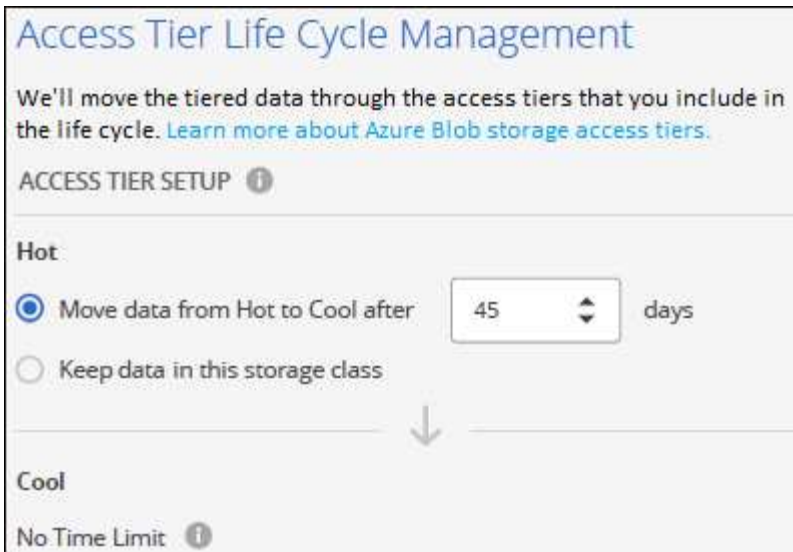 Access Tier Life Cycle Management
We'll move the tiered data through the access tiers that you include in
the life cycle. Learn more about Azure Blob storage access tiers.
ACCESS TIER SETUP
Hot
Move data from Hot to Cool after 45 days
Keep data in this storage class
Cool
No Time Limit